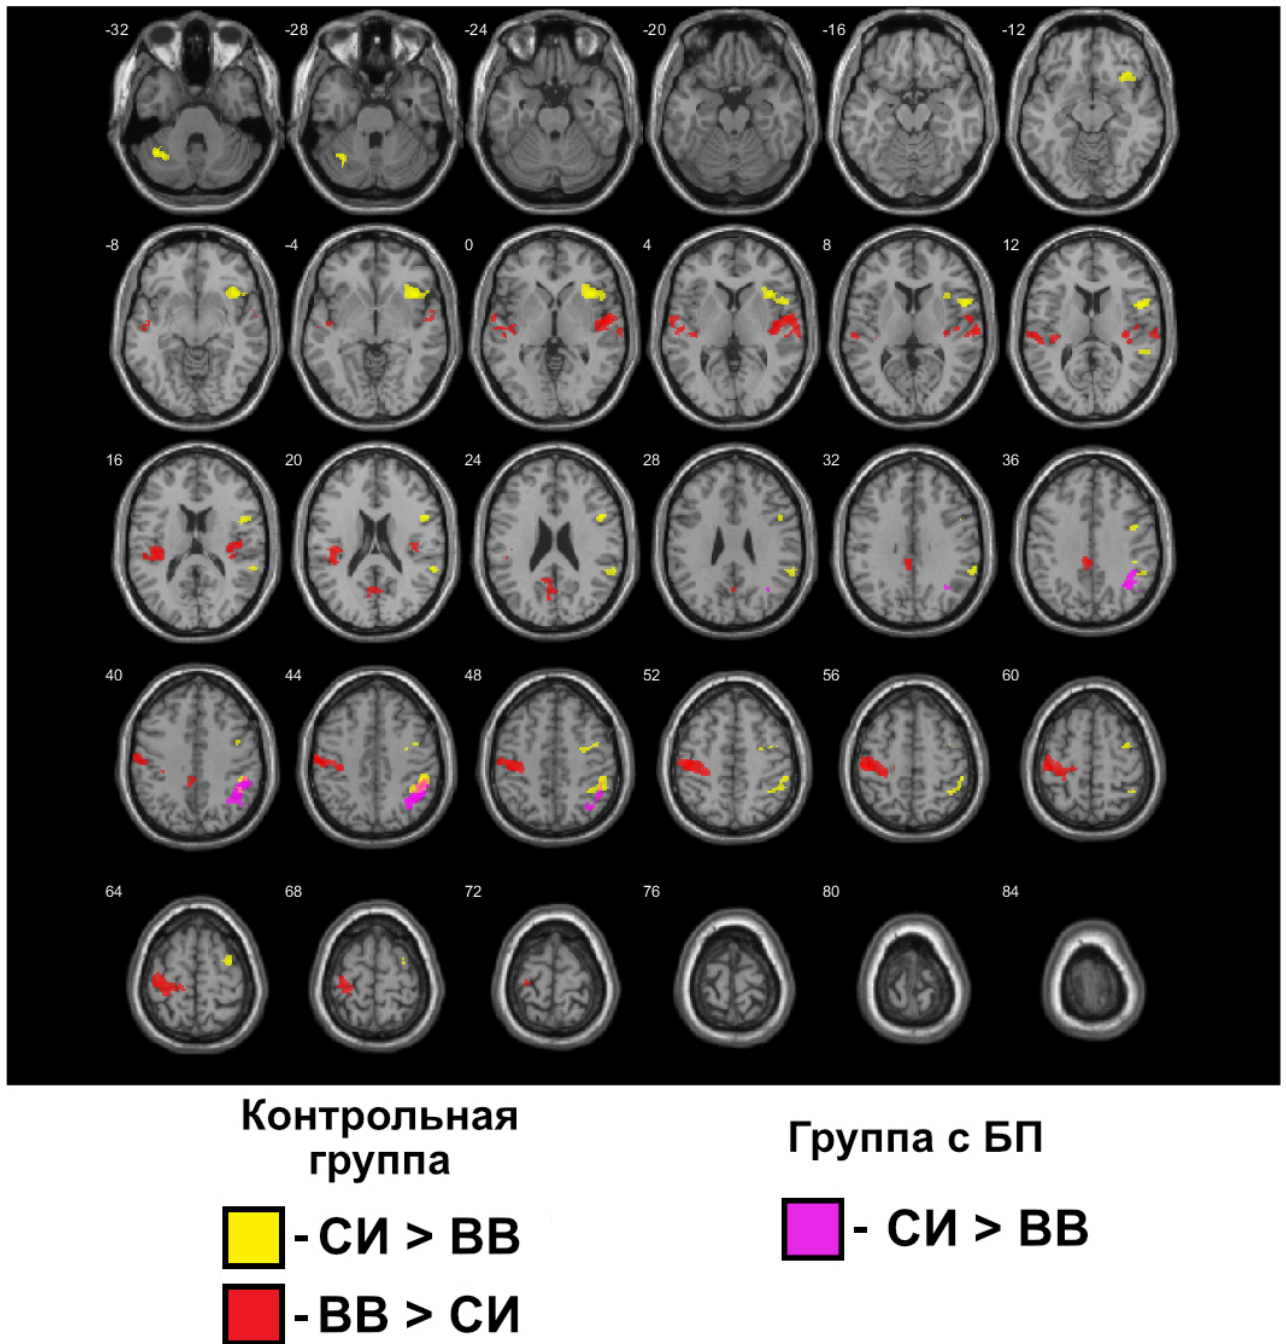 -32 -28 -24 -20 -16 -12
-8 -4 0 4 8 12
16 20 24 28 32 36
40 44 48 52 56 60
64 68 72 76 80 84
Контрольная
группа
- СИ > ВВ
- ВВ > СИ
Группа с БП
- СИ > ВВ